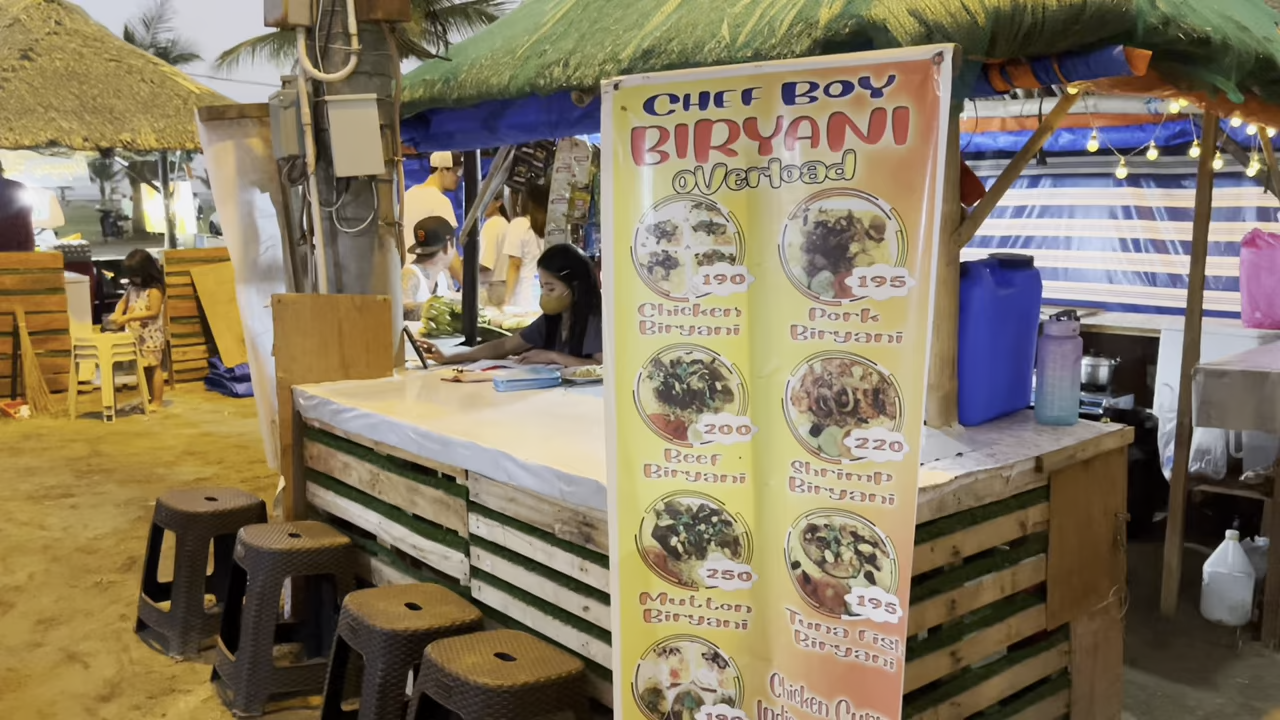 CHEF BOY
BIRYANI
overload
190
Chicken
Biryani
195
Pork
Biryani
200
Beef
Biryani
220
Shrimp
Biryani
250
Mutton
Biryani
195
Tuna Fish
Biryani
Chicken